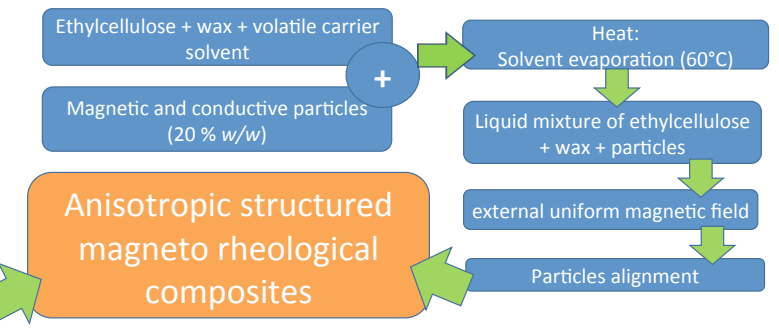 Ethylcellulose + wax + volatile carrier
solvent
+
Magnetic and conductive particles
(20 % w/w)
Heat:
Solvent evaporation (60°C)
Liquid mixture of ethylcellulose
+ wax + particles
external uniform magnetic field
Particles alignment
Anisotropic structured
magneto rheological
composites